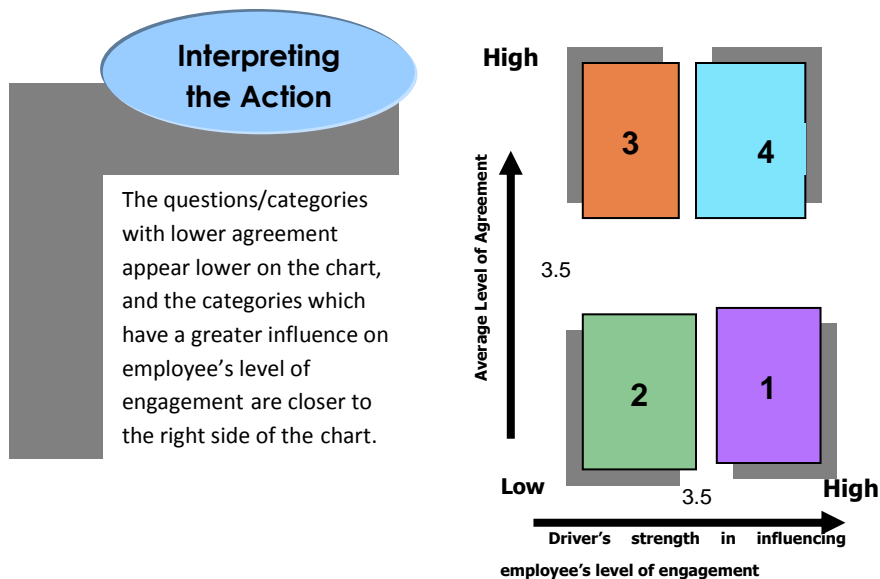 Interpreting
the Action
The questions/categories
with lower agreement
appear lower on the chart,
and the categories which
have a greater influence on
employee’s level of
engagement are closer to
the right side of the chart.
High
3
4
Average Level of Agreement
3.5
2
1
Low
3.5
High
Driver’s strength in influencing
employee’s level of engagement